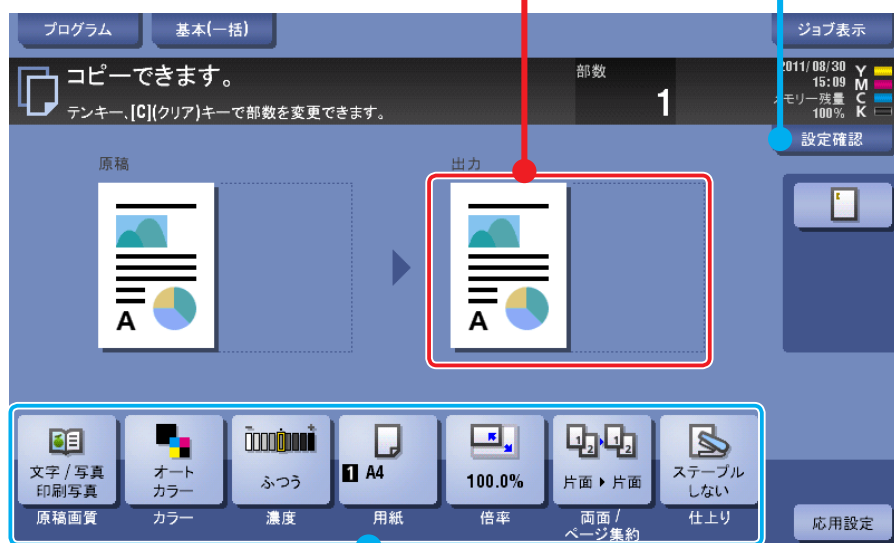 プログラム
基本(一括)
ジョブ表示
コピーできます。
テンキー、[C](クリア)キーで部数を変更できます。
部数
1
2011/08/30
15:09
メモリー残量
100%
Y
M
C
K
設定確認
原稿
出力
A
A
文字 / 写真
印刷写真
原稿画質
オート
カラー
カラー
ふつう
濃度
1 A4
用紙
100.0%
倍率
1 2 1 2
片面 ▸ 片面
両面 /
ページ集約
ステープル
しない
仕上り
応用設定